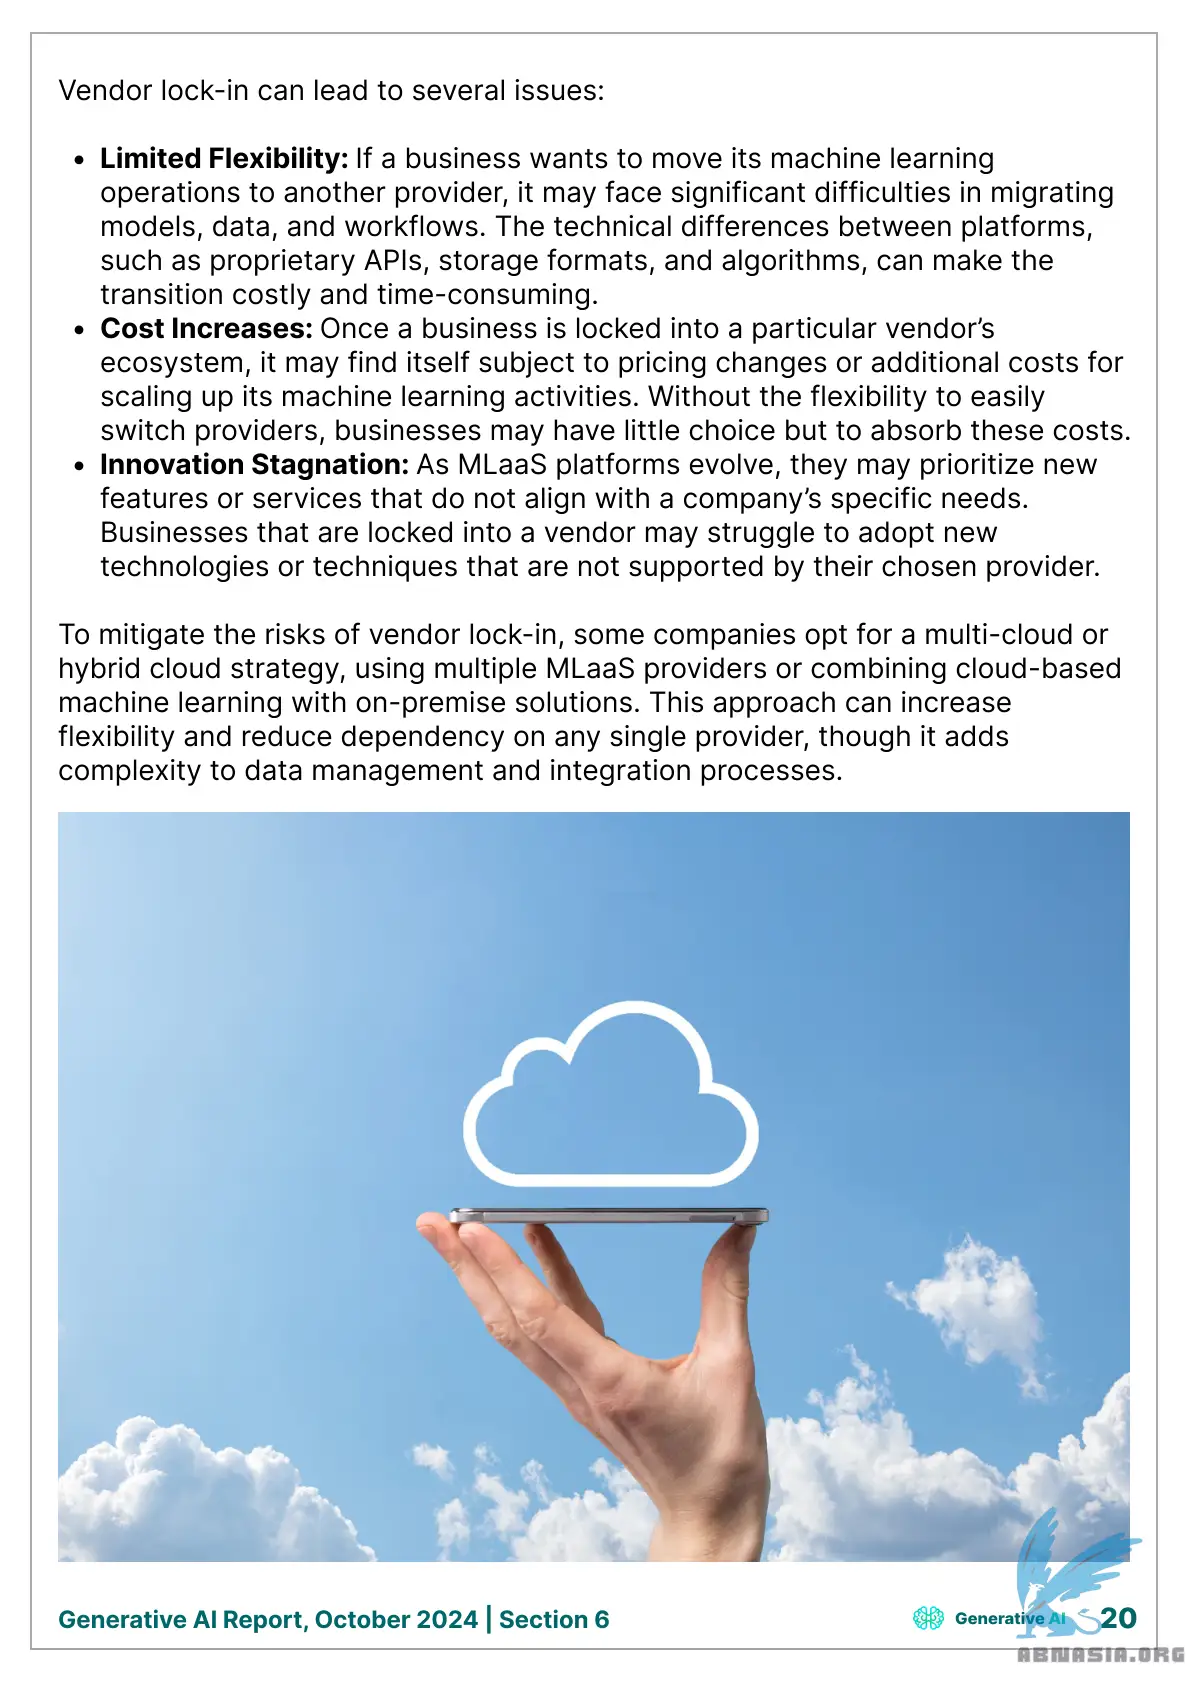 Vendor lock-in can lead to several issues:
• Limited Flexibility: If a business wants to move its machine learning
operations to another provider, it may face significant difficulties in migrating
models, data, and workflows. The technical differences between platforms,
such as proprietary APIs, storage formats, and algorithms, can make the
transition costly and time-consuming.
• Cost Increases: Once a business is locked into a particular vendor’s
ecosystem, it may find itself subject to pricing changes or additional costs for
scaling up its machine learning activities. Without the flexibility to easily
switch providers, businesses may have little choice but to absorb these costs.
• Innovation Stagnation: As MLaaS platforms evolve, they may prioritize new
features or services that do not align with a company’s specific needs.
Businesses that are locked into a vendor may struggle to adopt new
technologies or techniques that are not supported by their chosen provider.
To mitigate the risks of vendor lock-in, some companies opt for a multi-cloud or
hybrid cloud strategy, using multiple MLaaS providers or combining cloud-based
machine learning with on-premise solutions. This approach can increase
flexibility and reduce dependency on any single provider, though it adds
complexity to data management and integration processes.
Generative AI Report, October 2024 | Section 6
Generative AI
20
ABNASIA.ORG